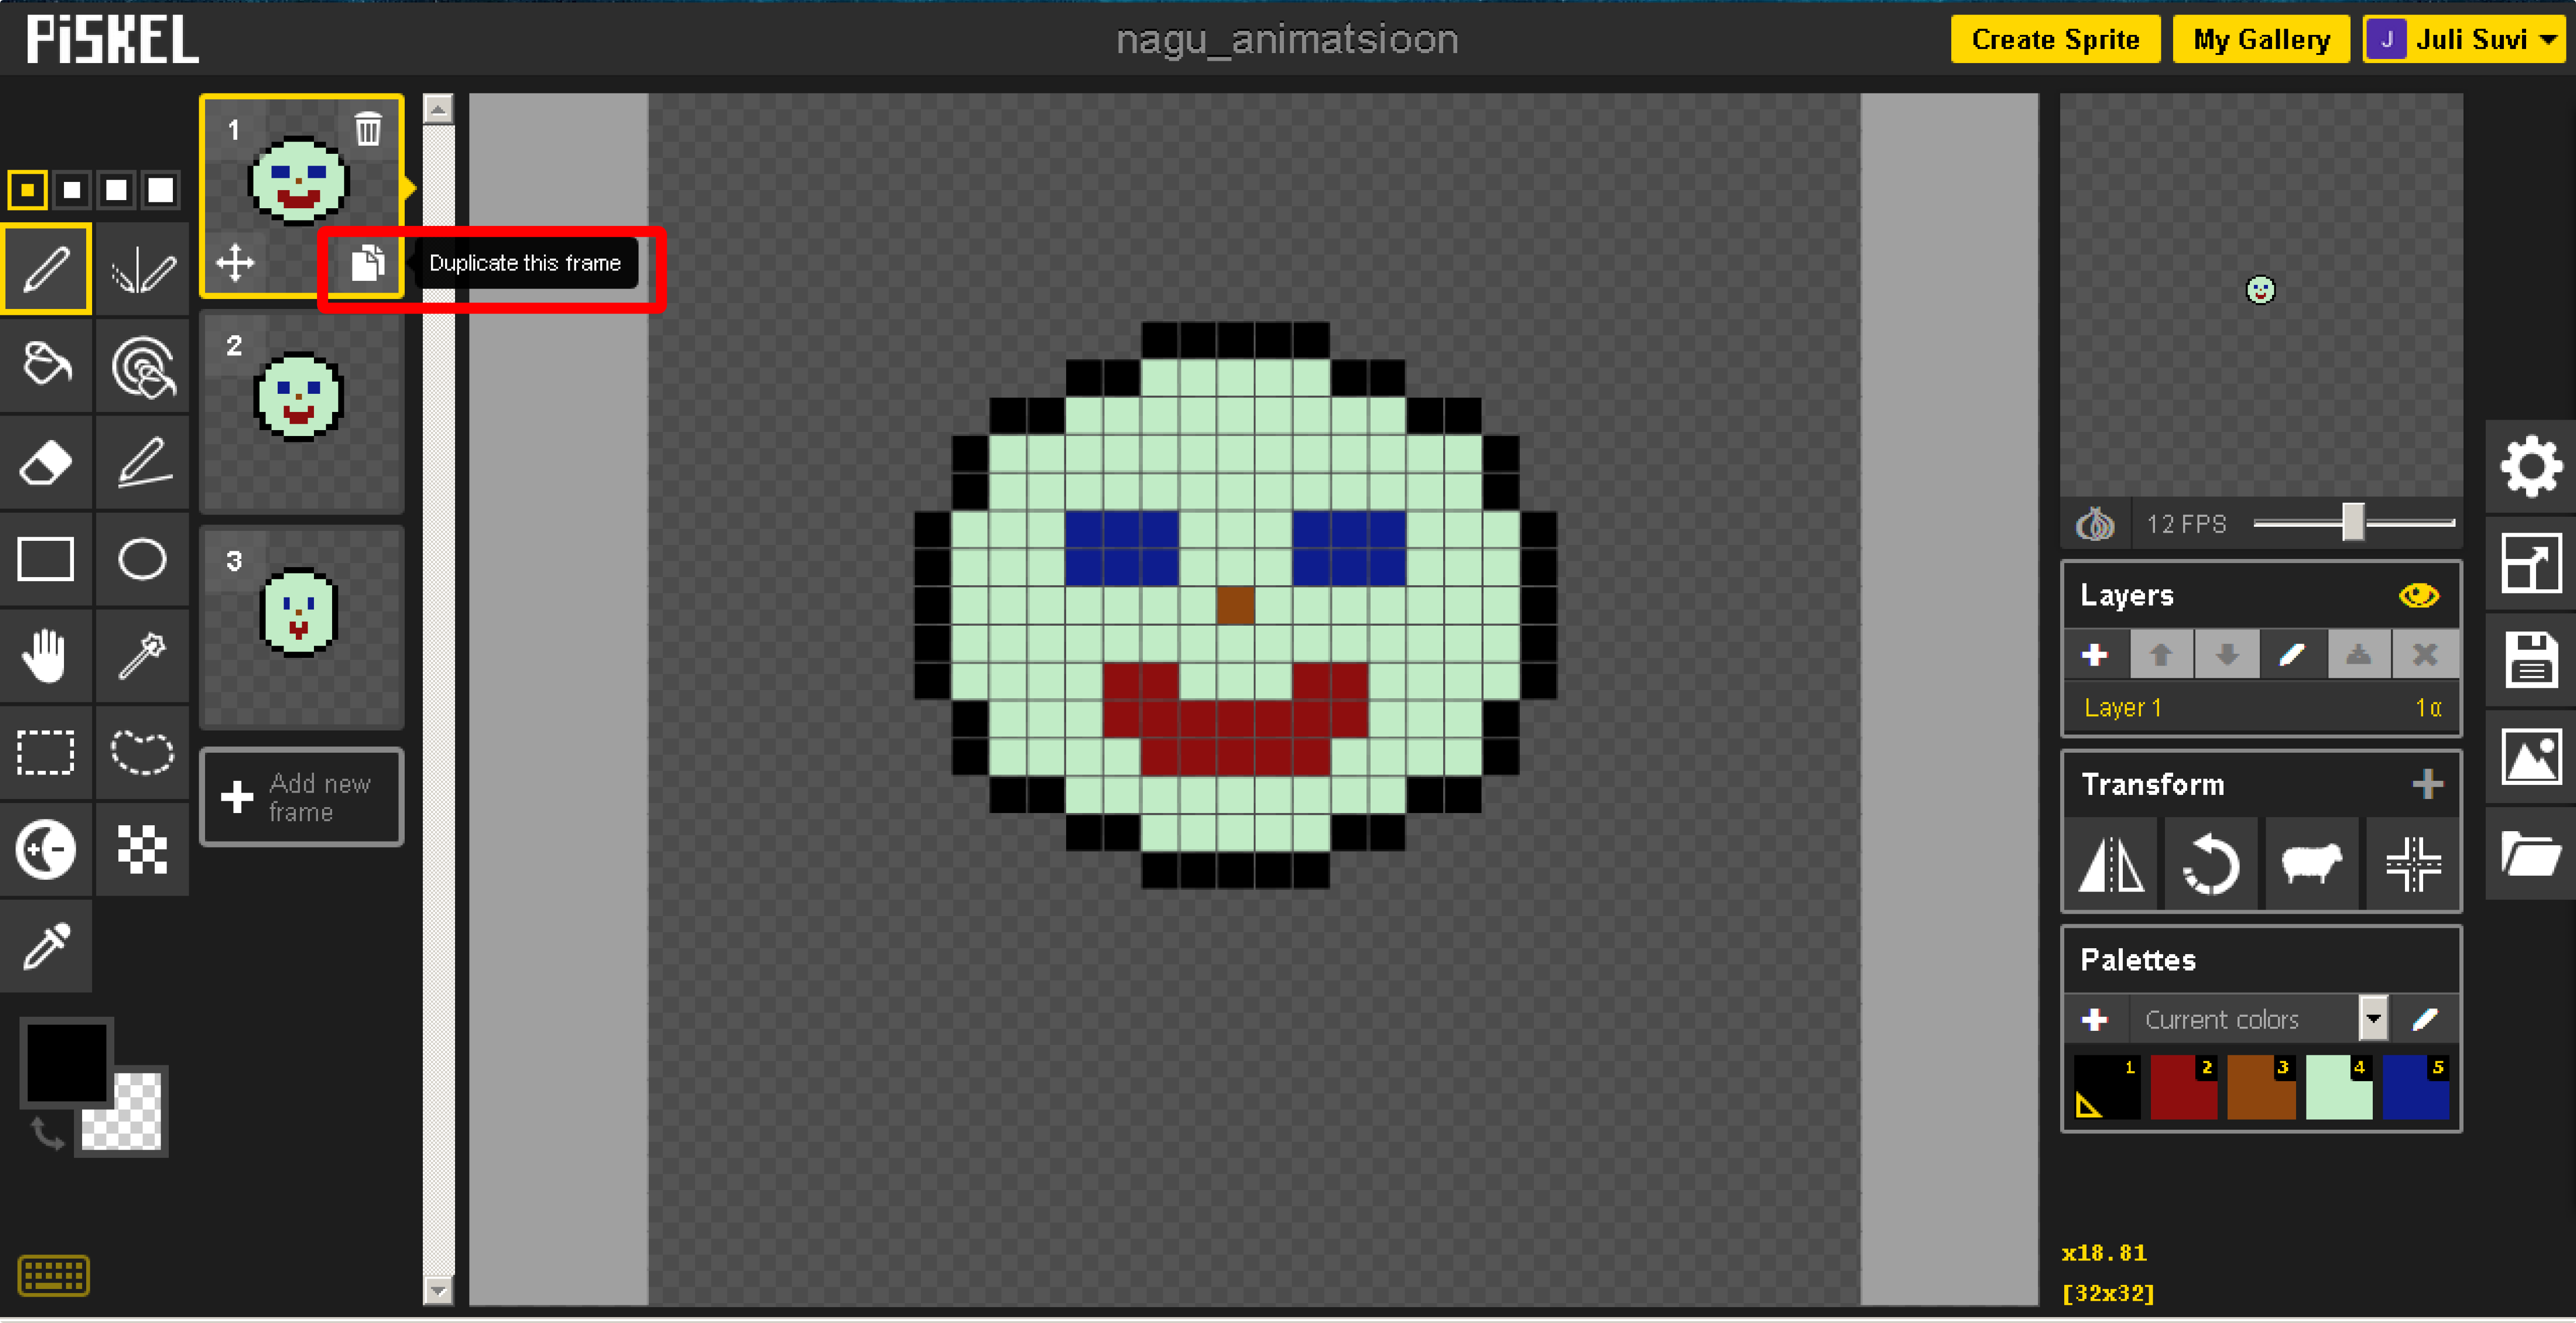 PiSKEL
nagu_animatsioon
Create Sprite
My Gallery
J
Juli Suvi
1
Duplicate this frame
2
3
Add new
frame
12 FPS
Layers
Layer 1
1α
Transform
Palettes
Current colors
1
2
3
4
5
x18.81
[32x32]